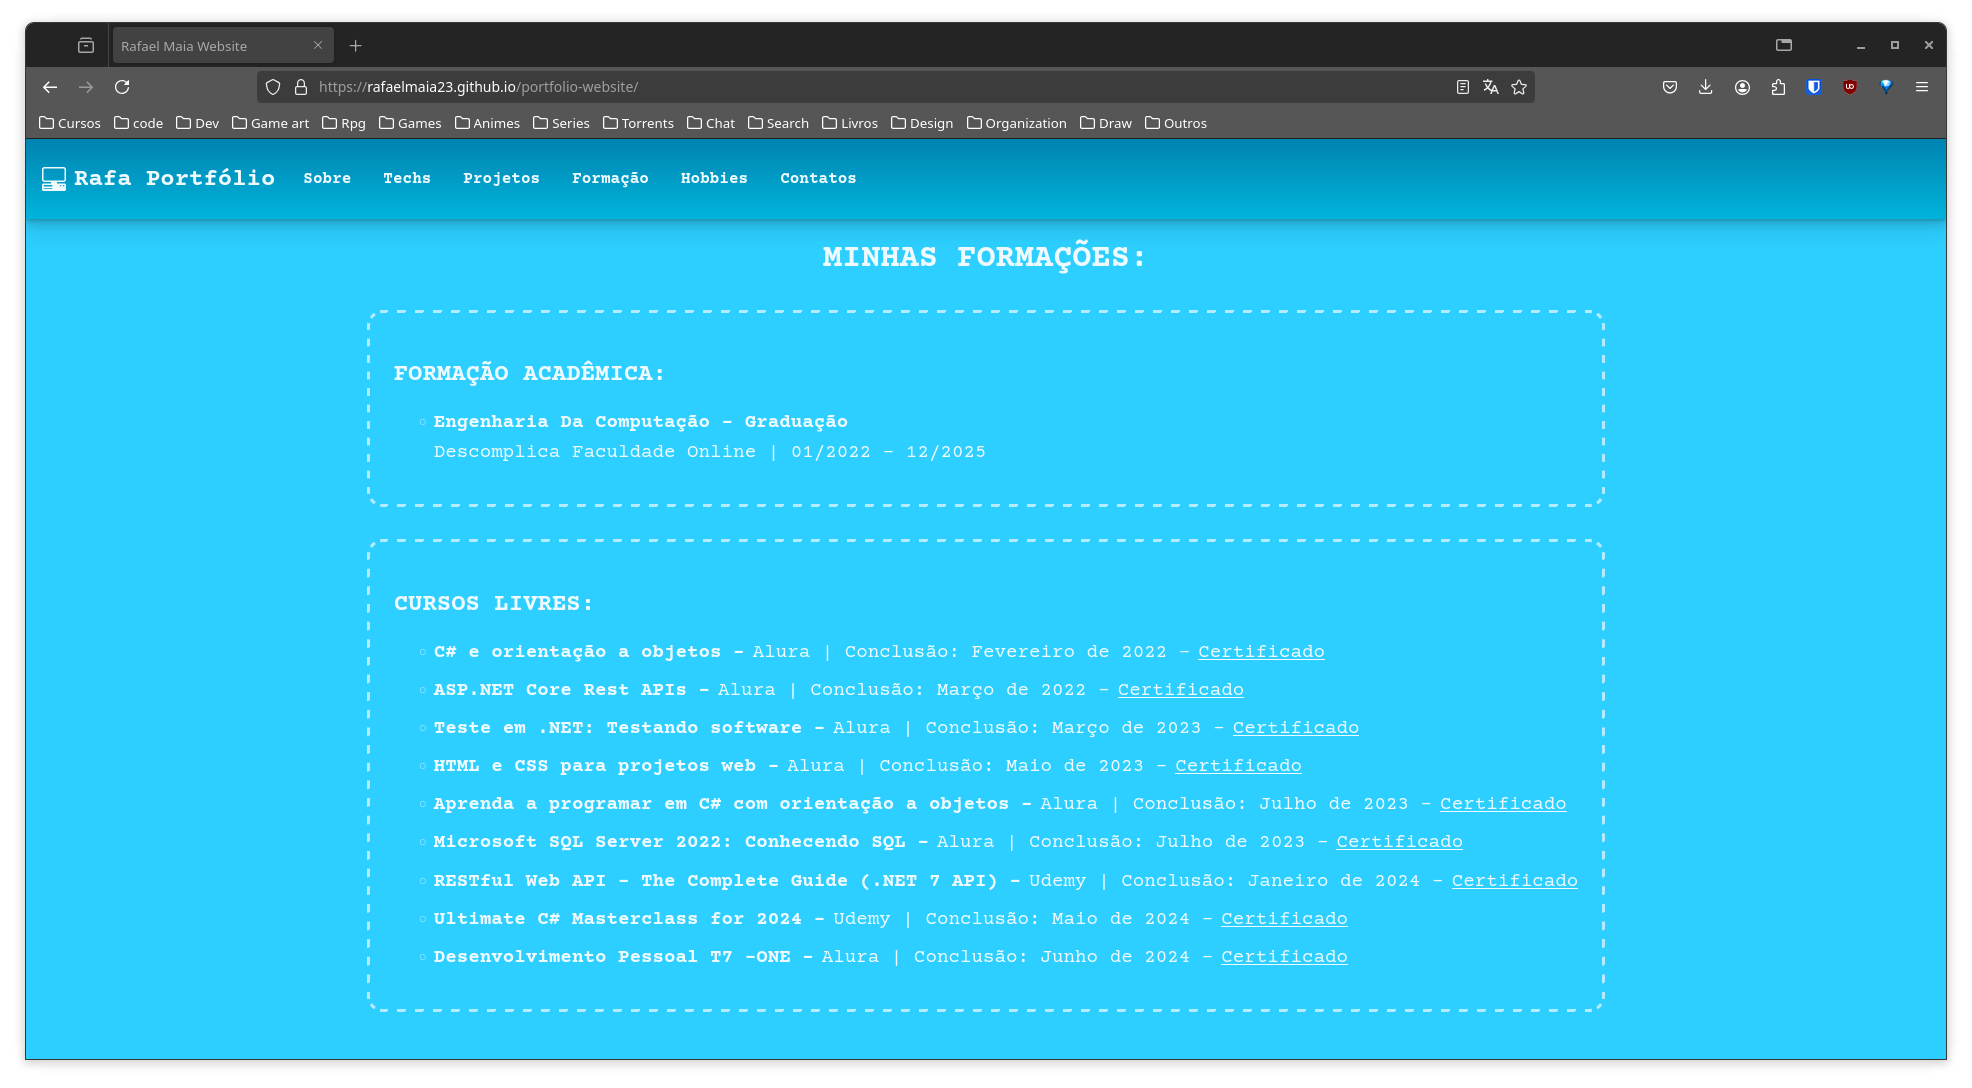 Rafael Maia Website
https://rafaelmaia23.github.io/portfolio-website/
Cursos code Dev Game art Rpg Games Animes Series Torrents Chat Search Livros Design Organization Draw Outros
Rafa Portfólio Sobre Techs Projetos Formação Hobbies Contatos
MINHAS FORMAÇÕES:
FORMAÇÃO ACADÊMICA:
Engenharia Da Computação - Graduação
Descomplica Faculdade Online | 01/2022 - 12/2025
CURSOS LIVRES:
C# e orientação a objetos - Alura | Conclusão: Fevereiro de 2022 - Certificado
ASP.NET Core Rest APIs - Alura | Conclusão: Março de 2022 - Certificado
Teste em .NET: Testando software - Alura | Conclusão: Março de 2023 - Certificado
HTML e CSS para projetos web - Alura | Conclusão: Maio de 2023 - Certificado
Aprenda a programar em C# com orientação a objetos - Alura | Conclusão: Julho de 2023 - Certificado
Microsoft SQL Server 2022: Conhecendo SQL - Alura | Conclusão: Julho de 2023 - Certificado
RESTful Web API - The Complete Guide (.NET 7 API) - Udemy | Conclusão: Janeiro de 2024 - Certificado
Ultimate C# Masterclass for 2024 - Udemy | Conclusão: Maio de 2024 - Certificado
Desenvolvimento Pessoal T7 -ONE - Alura | Conclusão: Junho de 2024 - Certificado